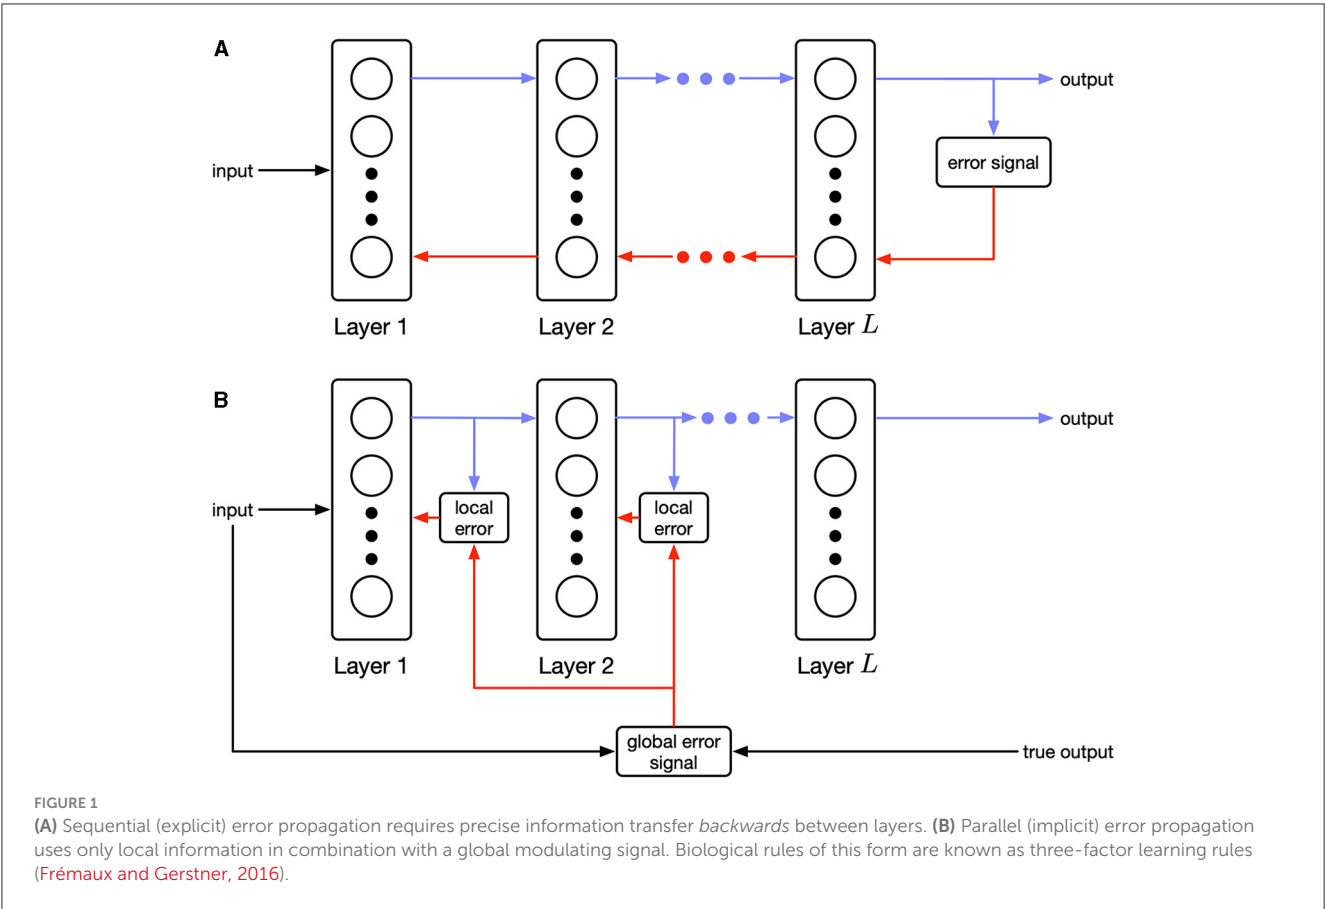 A
output
error signal
input
Layer 1
Layer 2
Layer L
B
output
input
local
error
local
error
Layer 1
Layer 2
Layer L
global error
signal
true output
FIGURE 1
(A) Sequential (explicit) error propagation requires precise information transfer backwards between layers. (B) Parallel (implicit) error propagation
uses only local information in combination with a global modulating signal. Biological rules of this form are known as three-factor learning rules
(Frémaux and Gerstner, 2016).